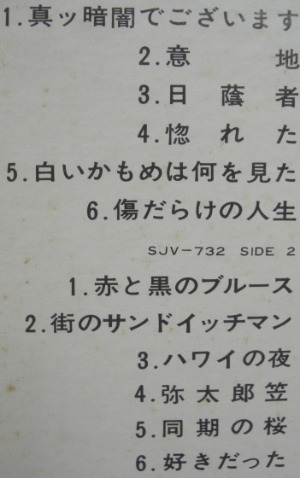 1.真ッ暗闇でございます
2.意地
3.日蔭者
4.惚れた
5.白いかもめは何を見た
6.傷だらけの人生
SJV-732 SIDE 2
1.赤と黒のブルース
2.街のサンドイッチマン
3.ハワイの夜
4.弥太郎笠
5.同期の桜
6.好きだった